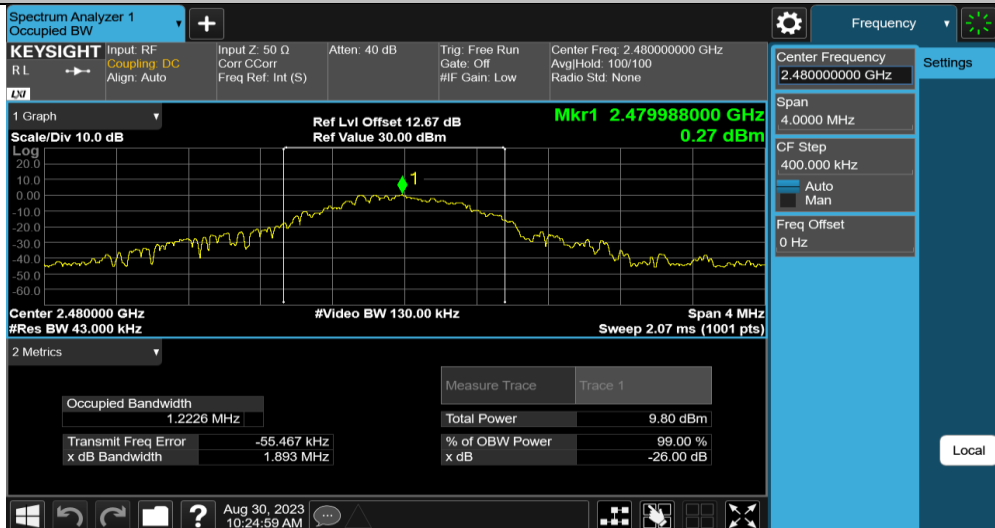 Spectrum Analyzer 1
Occupied BW
+
Frequency
KEYSIGHT
R L
LXI
Input: RF
Coupling: DC
Align: Auto
Input Z: 50 Ω
Corr CCorr
Freq Ref: Int (S)
Atten: 40 dB
Trig: Free Run
Gate: Off
#IF Gain: Low
Center Freq: 2.480000000 GHz
Avg|Hold: 100/100
Radio Std: None
Center Frequency
2.480000000 GHz
Settings
Span
4.0000 MHz
CF Step
400.000 kHz
Auto
Man
Freq Offset
0 Hz
Local
1 Graph
Scale/Div 10.0 dB
Ref Lvl Offset 12.67 dB
Ref Value 30.00 dBm
Mkr1 2.479988000 GHz
0.27 dBm
Log
20.0
10.0
0.00
-10.0
-20.0
-30.0
-40.0
-50.0
-60.0
1
Center 2.480000 GHz
#Video BW 130.00 kHz
Span 4 MHz
#Res BW 43.000 kHz
Sweep 2.07 ms (1001 pts)
2 Metrics
Measure Trace
Trace 1
Occupied Bandwidth
1.2226 MHz
Total Power
9.80 dBm
Transmit Freq Error
-55.467 kHz
% of OBW Power
99.00 %
x dB Bandwidth
1.893 MHz
x dB
-26.00 dB
?
Aug 30, 2023
10:24:59 AM